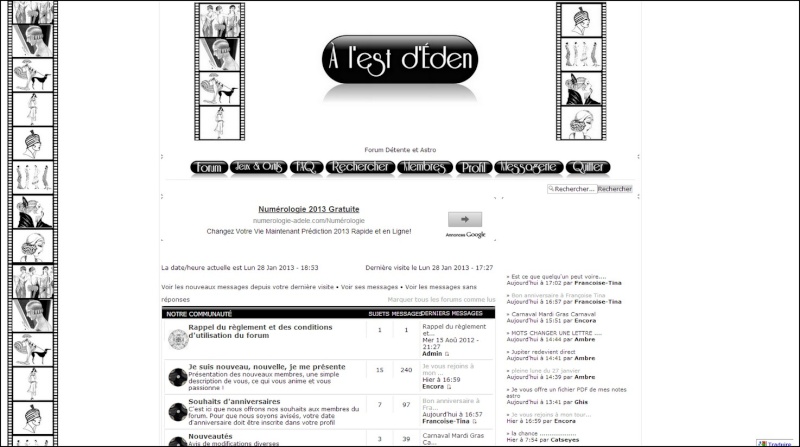 À l'est d'Éden
Forum Détente et Astro
Forum Jeux & Outils FAQ Rechercher Membres Profil Messagerie Quitter
Rechercher... Rechercher
Numérologie 2013 Gratuite
numerologie-adele.com/Numérologie
Changez Votre Vie Maintenant Prédiction 2013 Rapide et en Ligne!
Annonces Google
La date/heure actuelle est Lun 28 Jan 2013 - 18:33
Dernière visite le Lun 28 Jan 2013 - 17:27
Voir les nouveaux messages depuis votre dernière visite • Voir ses messages • Voir les messages sans
réponses
Marquer tous les forums comme lus
NOTRE COMMUNAUTÉ SUJETS MESSAGES DERNIERS MESSAGES
Rappel du règlement et des conditions
d'utilisation du forum
1 1
Rappel du règlement
et...
Mer 15 Aoû 2012 -
21:27
Admin
Je suis nouveau, nouvelle, je me présente
Présentation des nouveaux membres, une simple
description de vous, ce qui vous anime et vous
passionne !
15 240
Je vous rejoins à
mon ...
Hier à 16:59
Encora
Souhaits d'anniversaires
C'est ici que nous offrons nos souhaits aux membres du
forum. Pour que nous soyons avisés, votre date
d'anniversaire doit être inscrite dans votre profil
7 97
Bon anniversaire à
Fra...
Aujourd'hui à 16:57
Francoise-Tina
Nouveautés
Avis de modifications diverses
3 39
Carnaval Mardi Gras
Ca...
» Est ce que quelqu'un peut voire....
Aujourd'hui à 17:02 par Francoise-Tina
» Bon anniversaire à Françoise Tina
Aujourd'hui à 16:57 par Francoise-Tina
» Carnaval Mardi Gras Carnaval
Aujourd'hui à 15:51 par Encora
» MOTS CHANGER UNE LETTRE ....
Aujourd'hui à 14:44 par Ambre
» Jupiter redevient direct
Aujourd'hui à 14:41 par Ambre
» pleine lune du 27 janvier
Aujourd'hui à 14:39 par Ambre
» Je vous offre un fichier PDF de mes notes
astro
Aujourd'hui à 13:41 par Ghis
» Je vous rejoins à mon tour...
Hier à 16:59 par Encora
» la chance ................
Hier à 7:54 par Catseyes
Traduire